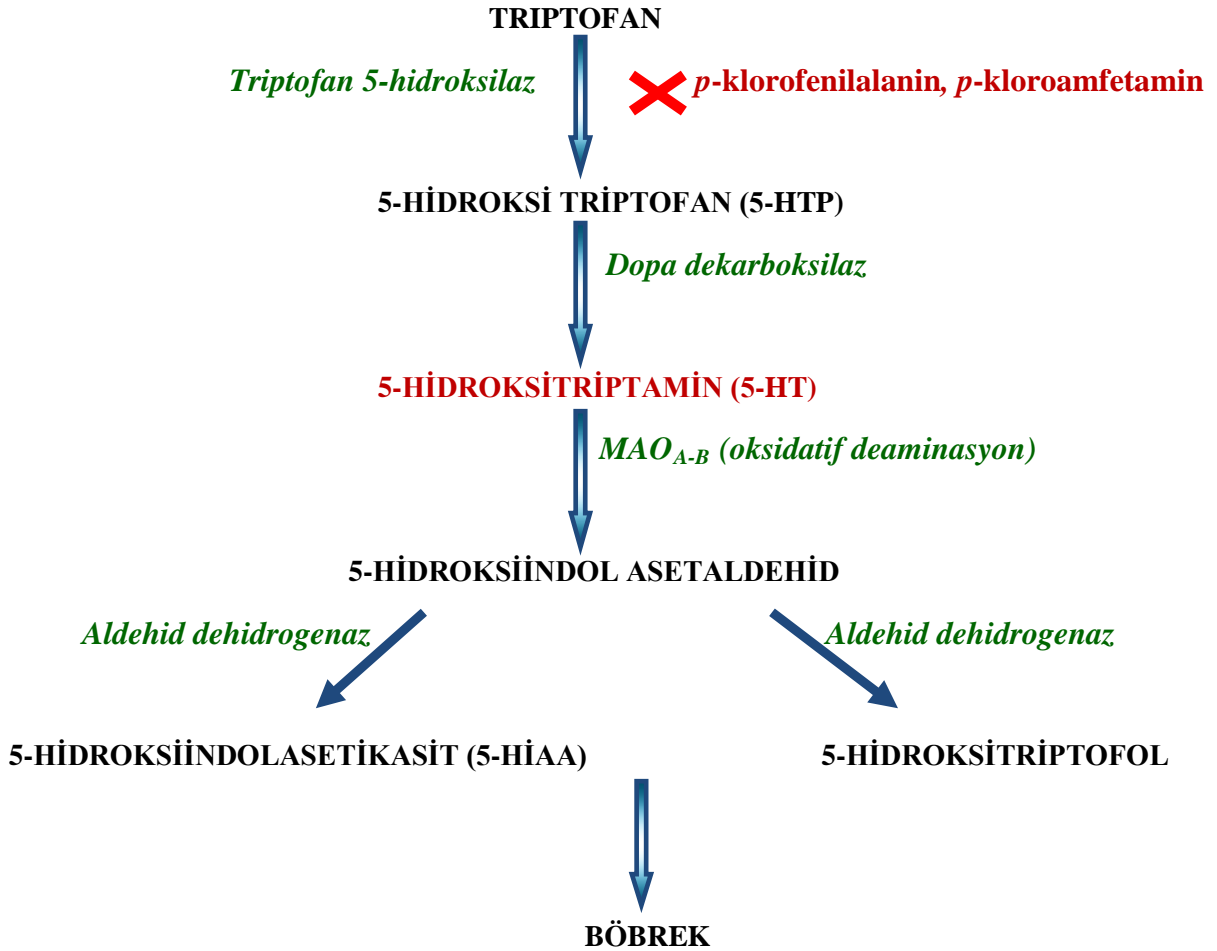 TRIPTOFAN
Triptofan 5-hidroksilaz
p-klorofenilalanin, p-kloroamfetamin
5-HİDROKSİ TRİPTOFAN (5-HTP)
Dopa dekarboksilaz
5-HİDROKSİTRİPTAMİN (5-HT)
MAOA-B (oksidatif deaminasyon)
5-HİDROKSİİNDOL ASETALDEHİD
Aldehid dehidrogenaz
Aldehid dehidrogenaz
5-HİDROKSİİNDOLASETİKASİT (5-HİAA)
5-HİDROKSİTRİPTOFOL
BÖBREK